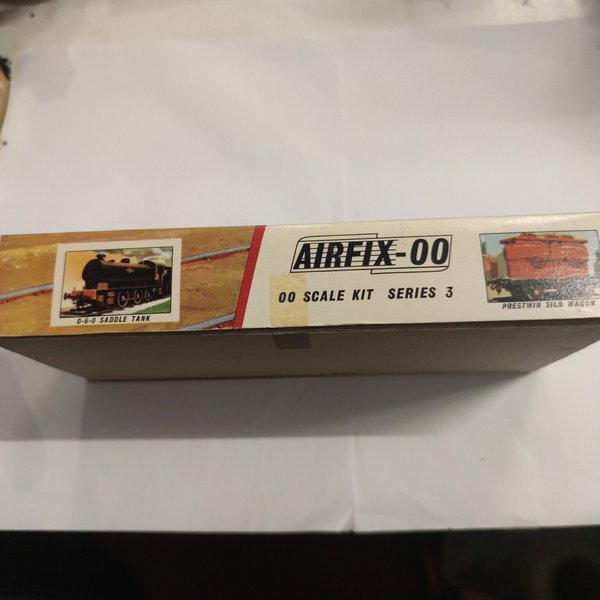 AIRFIX-00
00 SCALE KIT SERIES 3
0-6-0 SADDLE TANK
PRESTWIN SILO WAGON